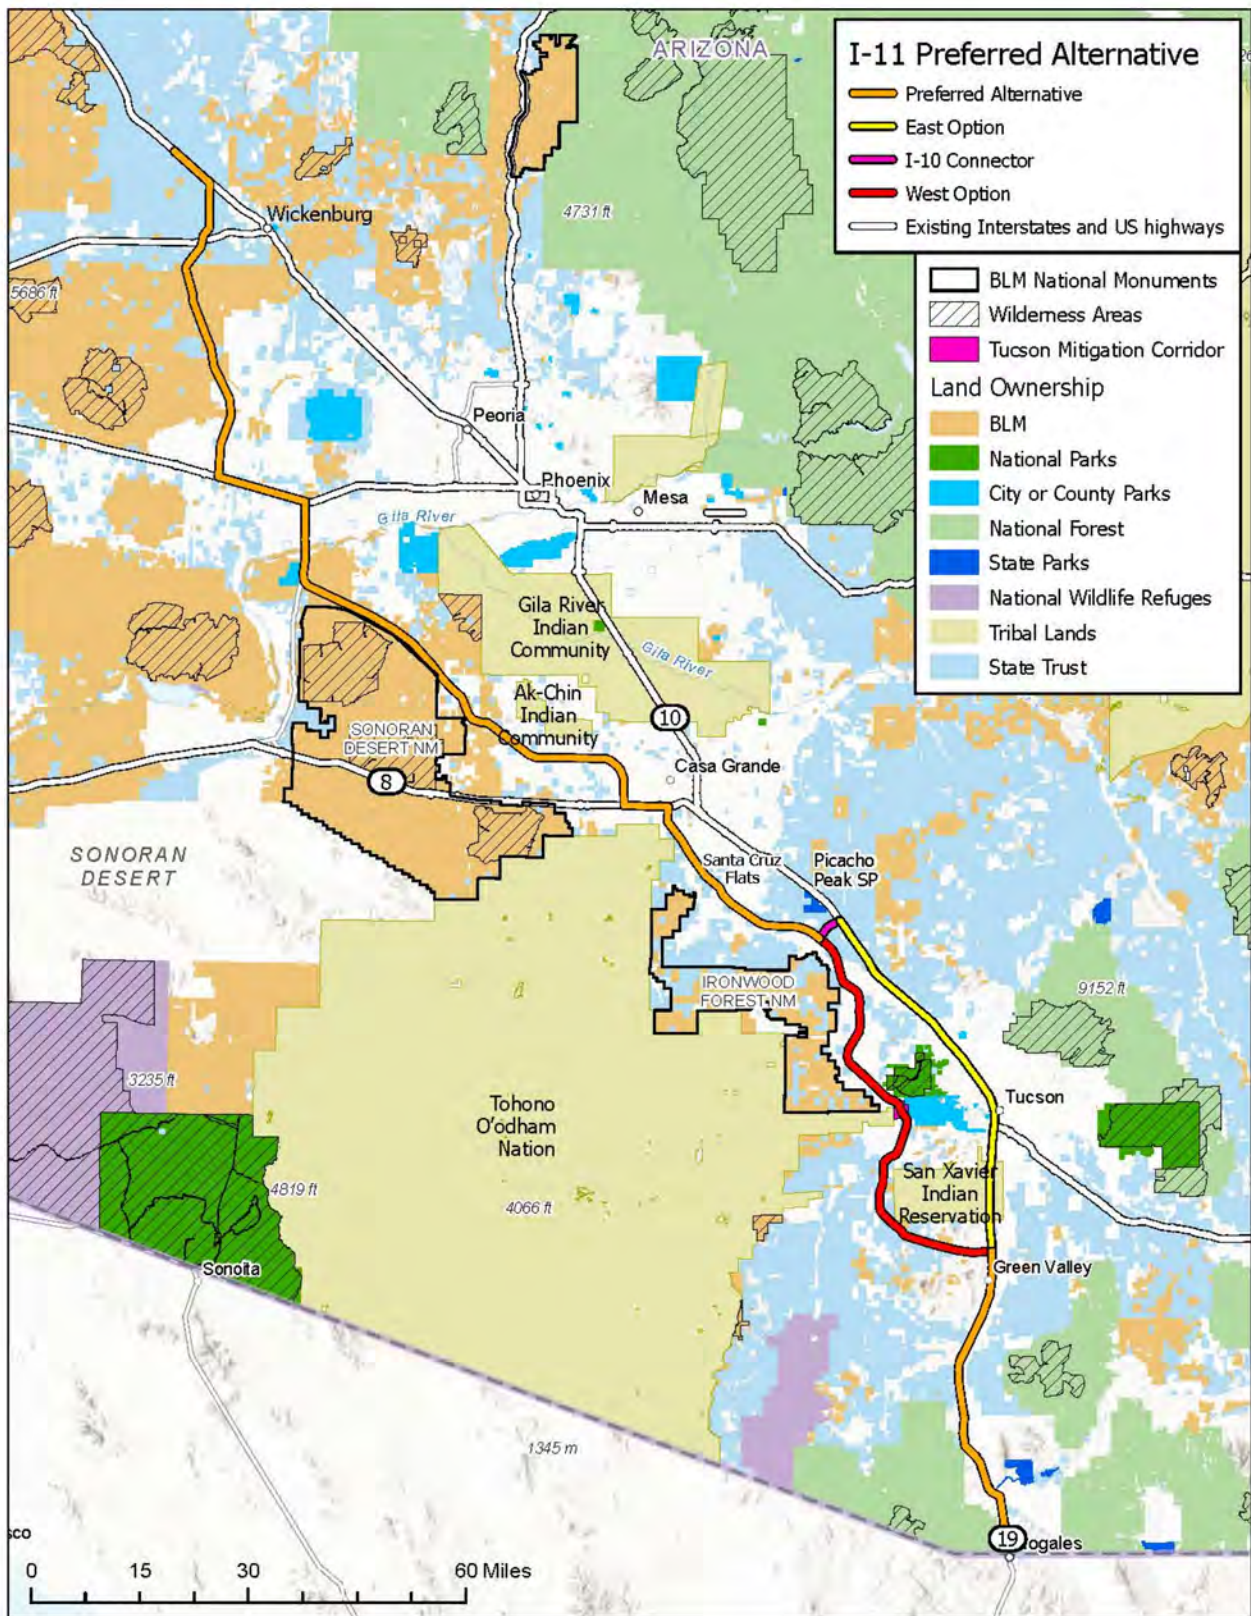 ARIZONA
I-11 Preferred Alternative
Preferred Alternative
East Option
I-10 Connector
West Option
Existing Interstates and US highways
BLM National Monuments
Wilderness Areas
Tucson Mitigation Corridor
Land Ownership
BLM
National Parks
City or County Parks
National Forest
State Parks
National Wildlife Refuges
Tribal Lands
State Trust
4731 ft
Wickenburg
5686 ft
Peoria
Phoenix
Mesa
Gila River
Gila River
Indian
Community
Gila River
Ak-Chin
Indian
Community
10
SONORAN
DESERT NM
8
Casa Grande
SONORAN
DESERT
Santa Cruz
Flats
Picacho
Peak SP
IRONWOOD
FOREST NM
9152 ft
3235 ft
Tohono
O'odham
Nation
Tucson
4819 ft
4066 ft
San Xavier
Indian
Reservation
Sonoita
Green Valley
1345 m
19
ogales
sco
0 15 30 60 Miles